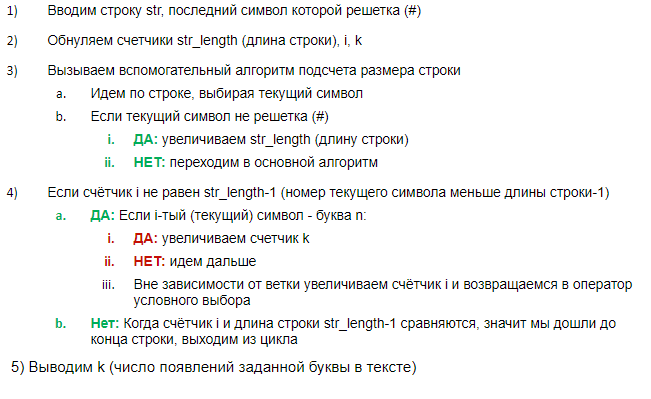 1) Вводим строку str, последний символ которой решетка (#)
2) Обнуляем счетчики str_length (длина строки), i, k
3) Вызываем вспомогательный алгоритм подсчета размера строки
a. Идем по строке, выбирая текущий символ
b. Если текущий символ не решетка (#)
i. ДА: увеличиваем str_length (длину строки)
ii. НЕТ: переходим в основной алгоритм
4) Если счётчик i не равен str_length-1 (номер текущего символа меньше длины строки-1)
a. ДА: Если i-тый (текущий) символ - буква n:
i. ДА: увеличиваем счетчик k
ii. НЕТ: идем дальше
iii. Вне зависимости от ветки увеличиваем счётчик i и возвращаемся в оператор
условного выбора
b. Нет: Когда счётчик i и длина строки str_length-1 сравняются, значит мы дошли до
конца строки, выходим из цикла
5) Выводим k (число появлений заданной буквы в тексте)